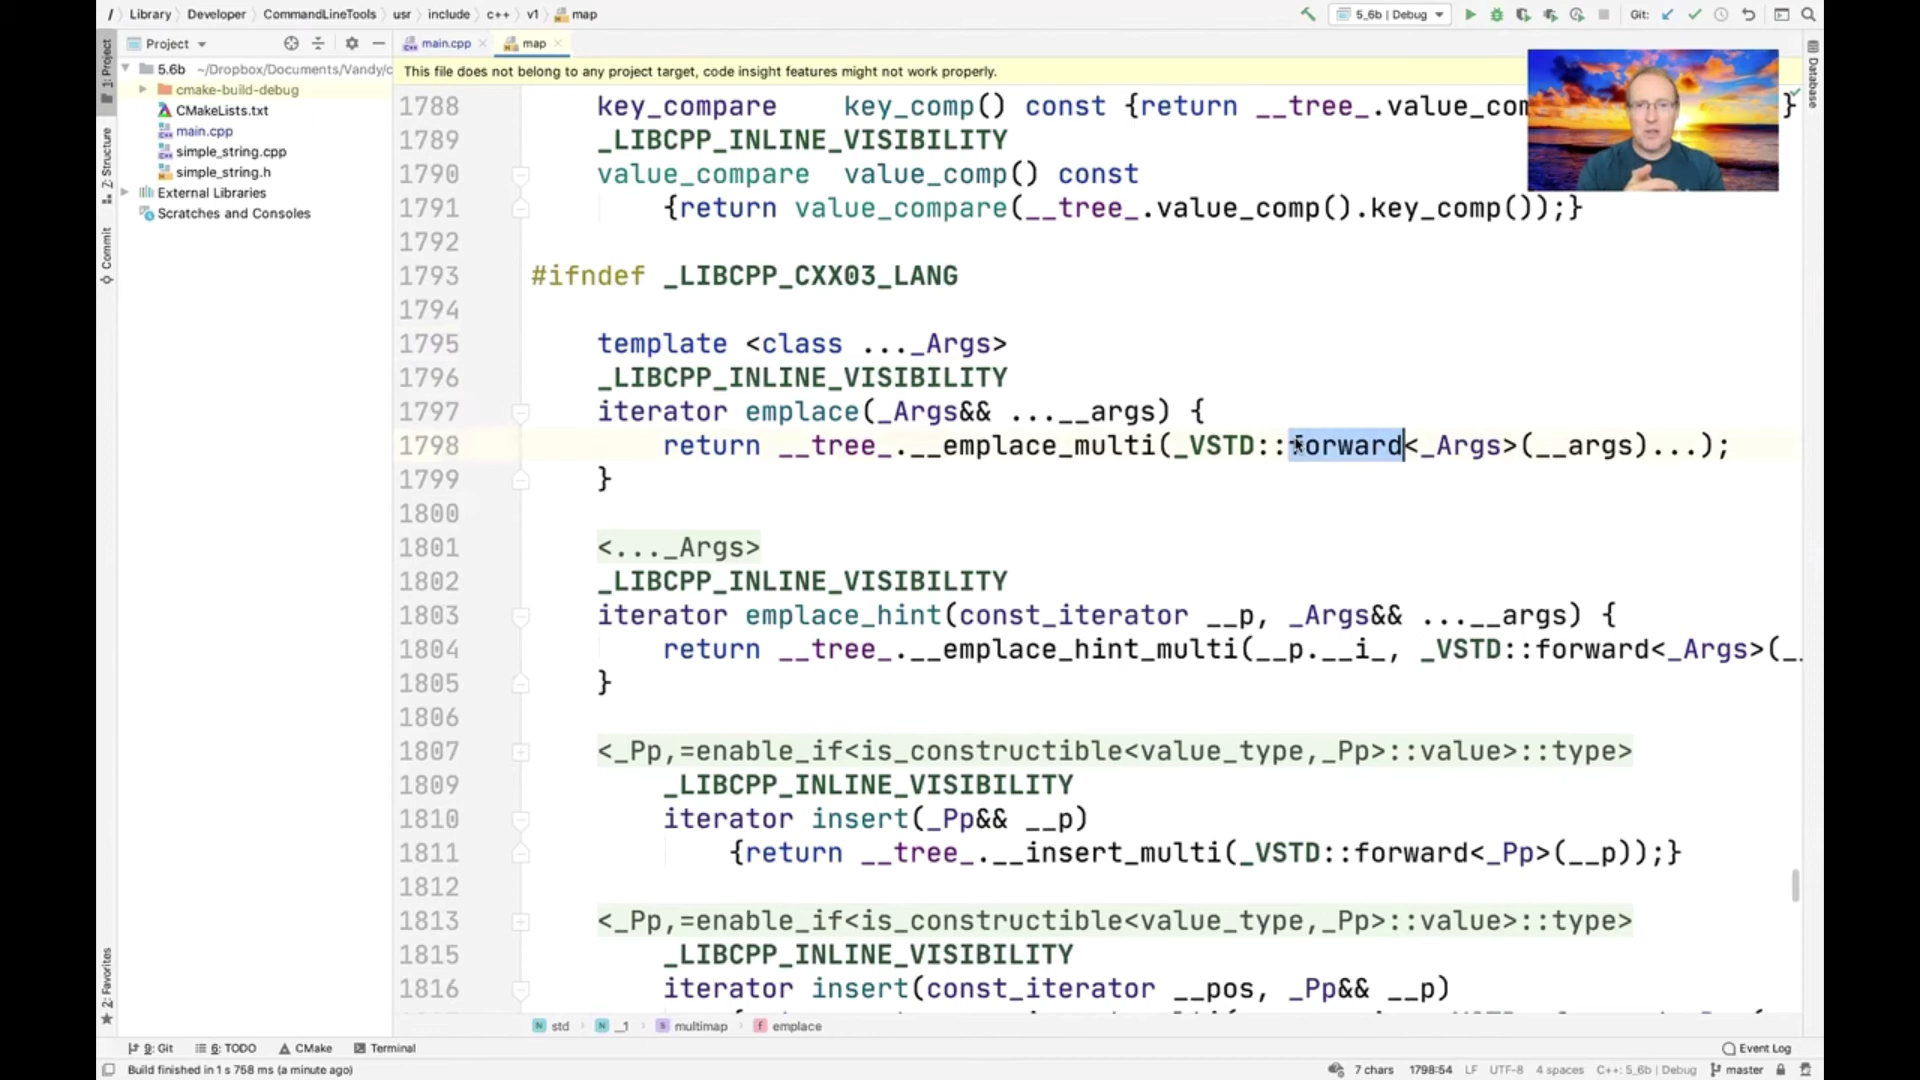 / Library Developer CommandLineTools usr include c++ v1 map
5_6b | Debug
Git:
1: Project
Project
main.cpp
map
5.6b ~/Dropbox/Documents/Vandy/c
cmake-build-debug
CMakeLists.txt
main.cpp
simple_string.cpp
simple_string.h
External Libraries
Scratches and Consoles
Z: Structure
Commit
2: Favorites
Database
This file does not belong to any project target, code insight features might not work properly.
1788 key_compare key_comp() const {return __tree_.value_com }
1789 _LIBCPP_INLINE_VISIBILITY
1790 value_compare value_comp() const
1791 {return value_compare(__tree_.value_comp().key_comp());}
1792
1793 #ifndef _LIBCPP_CXX03_LANG
1794
1795 template <class ..._Args>
1796 _LIBCPP_INLINE_VISIBILITY
1797 iterator emplace(_Args&& ...__args) {
1798 return __tree_.__emplace_multi(_VSTD::forward<_Args>(__args)...);
1799 }
1800
1801 <..._Args>
1802 _LIBCPP_INLINE_VISIBILITY
1803 iterator emplace_hint(const_iterator __p, _Args&& ...__args) {
1804 return __tree_.__emplace_hint_multi(__p.__i_, _VSTD::forward<_Args>(_
1805 }
1806
1807 <_Pp,=enable_if<is_constructible<value_type,_Pp>::value>::type>
1809 _LIBCPP_INLINE_VISIBILITY
1810 iterator insert(_Pp&& __p)
1811 {return __tree_.__insert_multi(_VSTD::forward<_Pp>(__p));}
1812
1813 <_Pp,=enable_if<is_constructible<value_type,_Pp>::value>::type>
1815 _LIBCPP_INLINE_VISIBILITY
1816 iterator insert(const_iterator __pos, _Pp&& __p)
std __1 multimap emplace
9: Git 6: TODO CMake Terminal
Event Log
Build finished in 1 s 758 ms (a minute ago)
7 chars 1798:54 LF UTF-8 4 spaces C++: 5_6b | Debug master